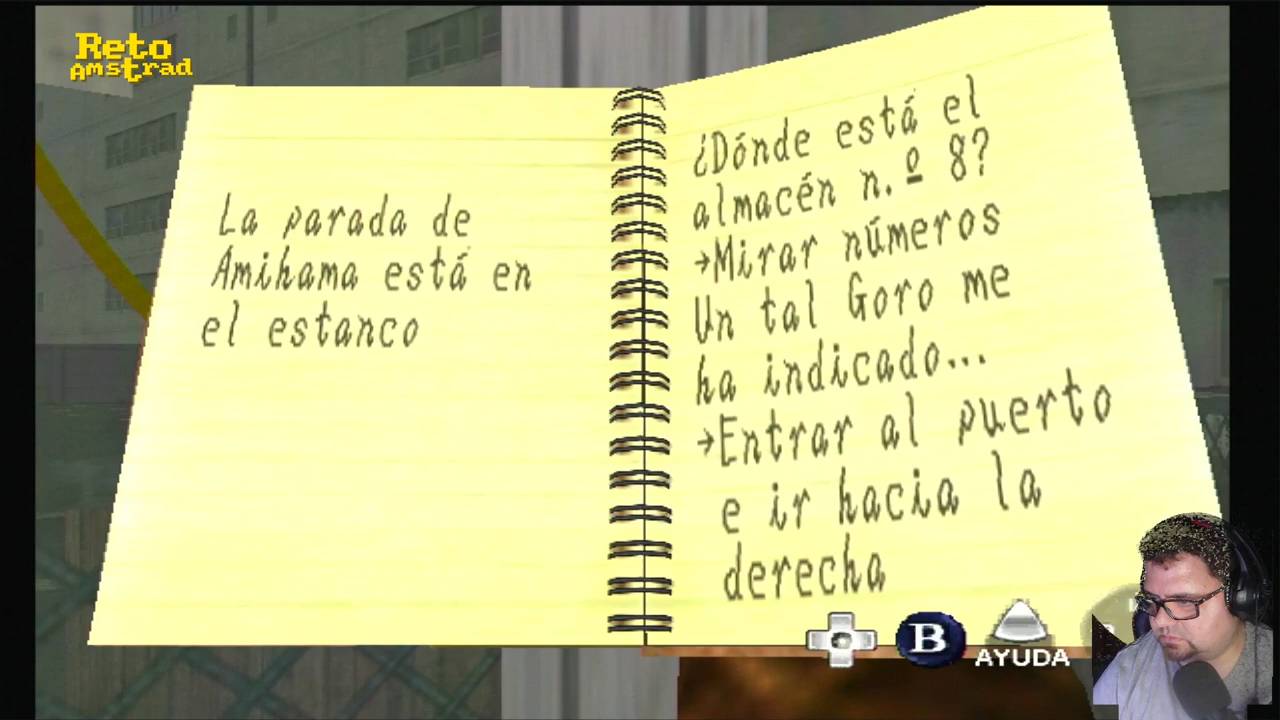 Reto
Amstrad
La parada de
Amihama está en
el estanco
¿Dónde está el
almacén n.º 8?
→Mirar números
Un tal Goro me
ha indicado...
→Entrar al puerto
e ir hacia la
derecha
B
AYUDA